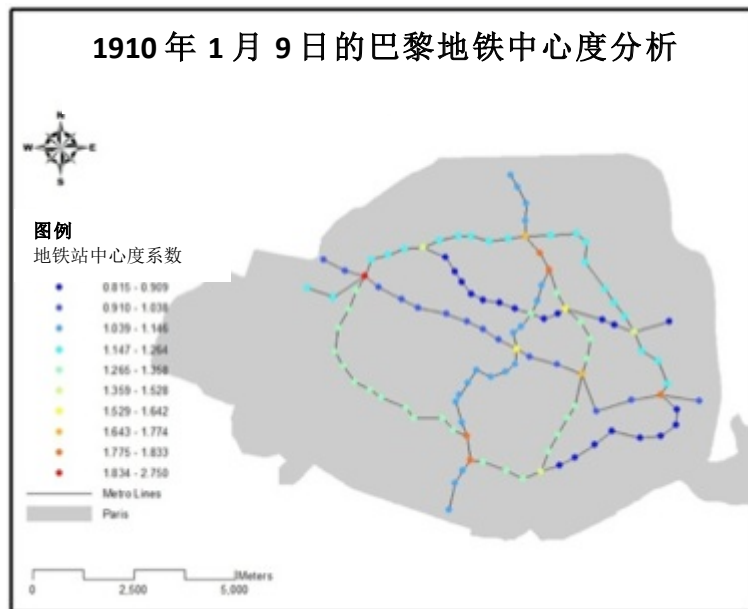 1910 年 1 月 9 日的巴黎地铁中心度分析
N
W E
S
图例
地铁站中心度系数
0.815 - 0.909
0.910 - 1.038
1.039 - 1.146
1.147 - 1.264
1.265 - 1.358
1.359 - 1.528
1.529 - 1.642
1.643 - 1.774
1.775 - 1.833
1.834 - 2.750
Metro Lines
Paris
Meters
0 2,500 5,000